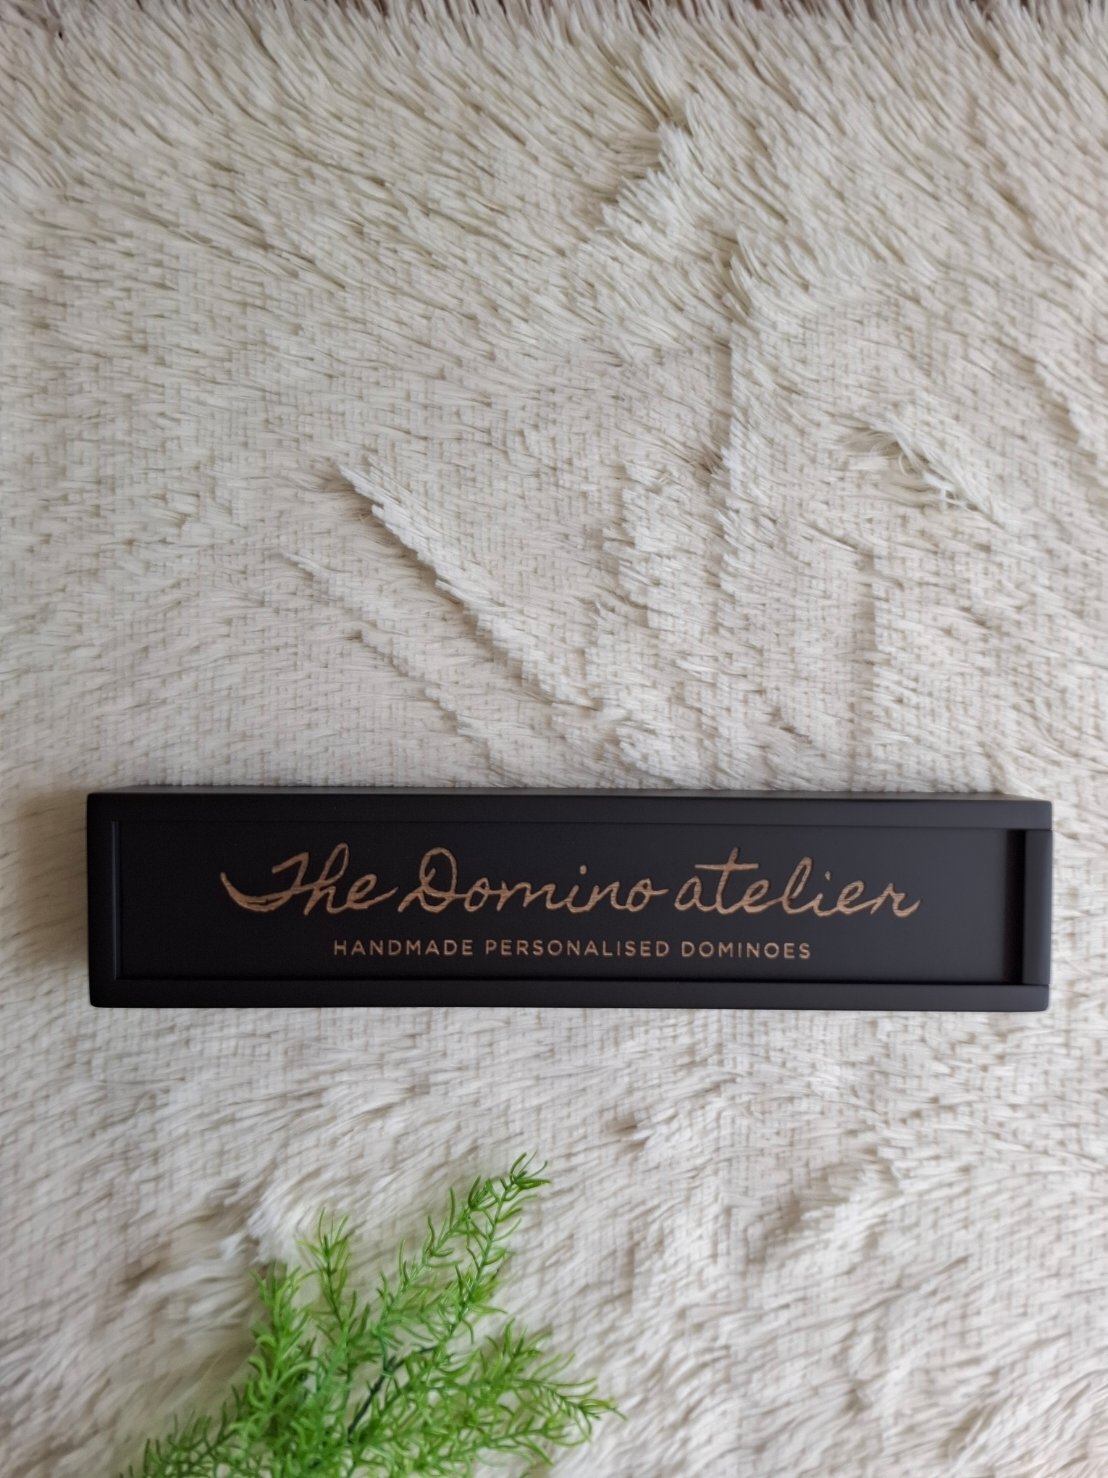 The Domino atelier
HANDMADE PERSONALISED DOMINOES